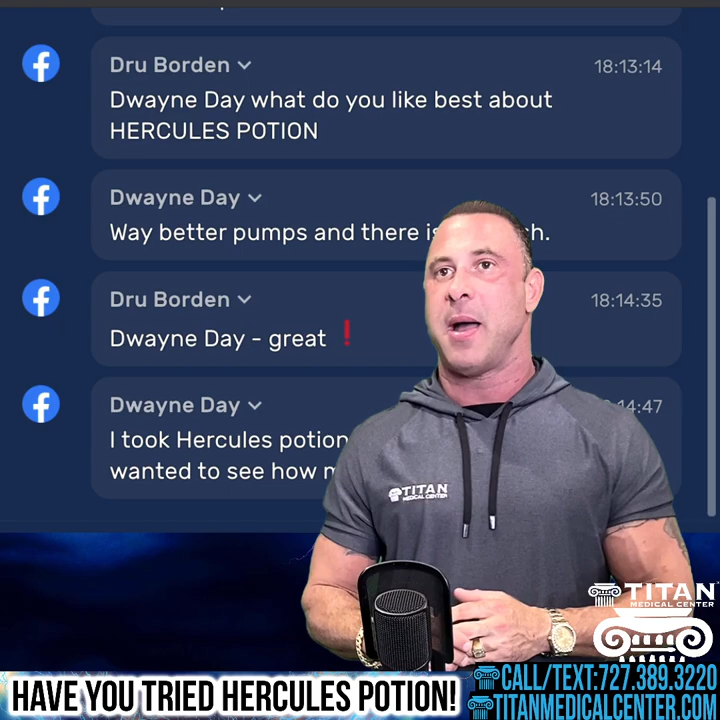 Dru Borden
18:13:14
Dwayne Day what do you like best about
HERCULES POTION
Dwayne Day
18:13:50
Way better pumps and there
Dru Borden
18:14:35
Dwayne Day - great ❗
Dwayne Day
14:47
I took Hercules potion
wanted to see how
TITAN
MEDICAL CENTER
TITAN
MEDICAL CENTER
HAVE YOU TRIED HERCULES POTION!
CALL/TEXT:727.389.3220
TITANMEDICALCENTER.COM